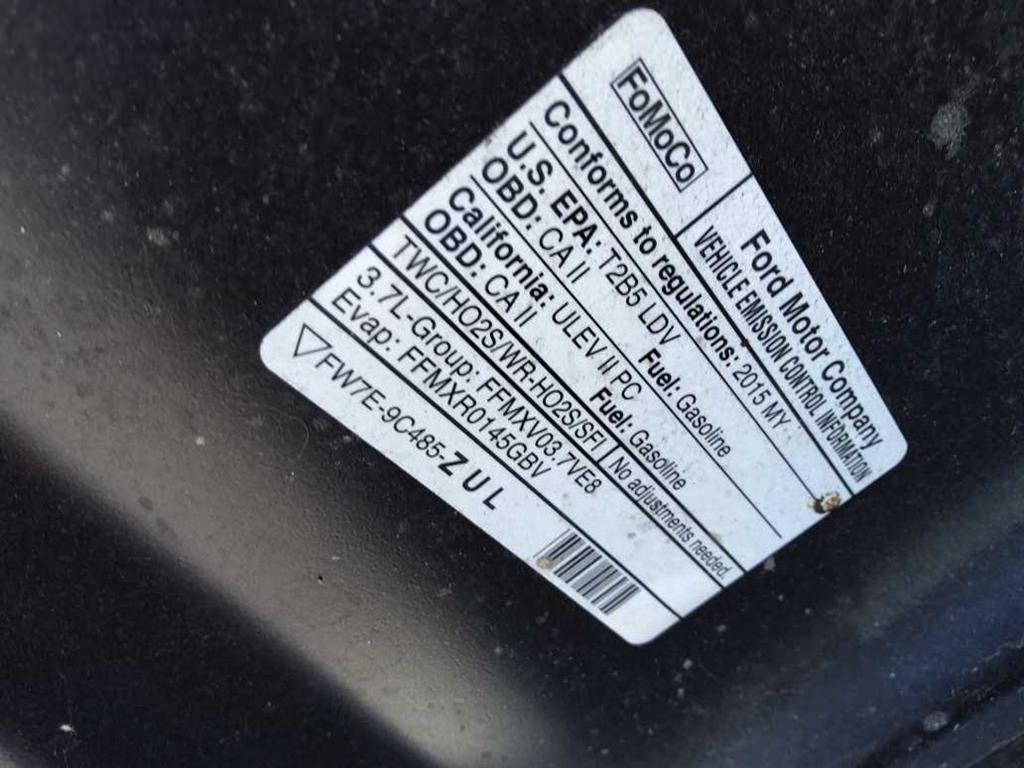 FoMoCo
Ford Motor Company
VEHICLE EMISSION CONTROL INFORMATION
Conforms to regulations: 2015 MY
U.S. EPA: T2B5 LDV Fuel: Gasoline
OBD: CA II
California: ULEV II PC Fuel: Gasoline
OBD: CA II
TWC/HO2S/WR-HO2S/SFI No adjustments needed.
3.7L-Group: FFMXV03.7VE8
Evap: FFMXR0145GBV
FW7E-9C485-ZUL